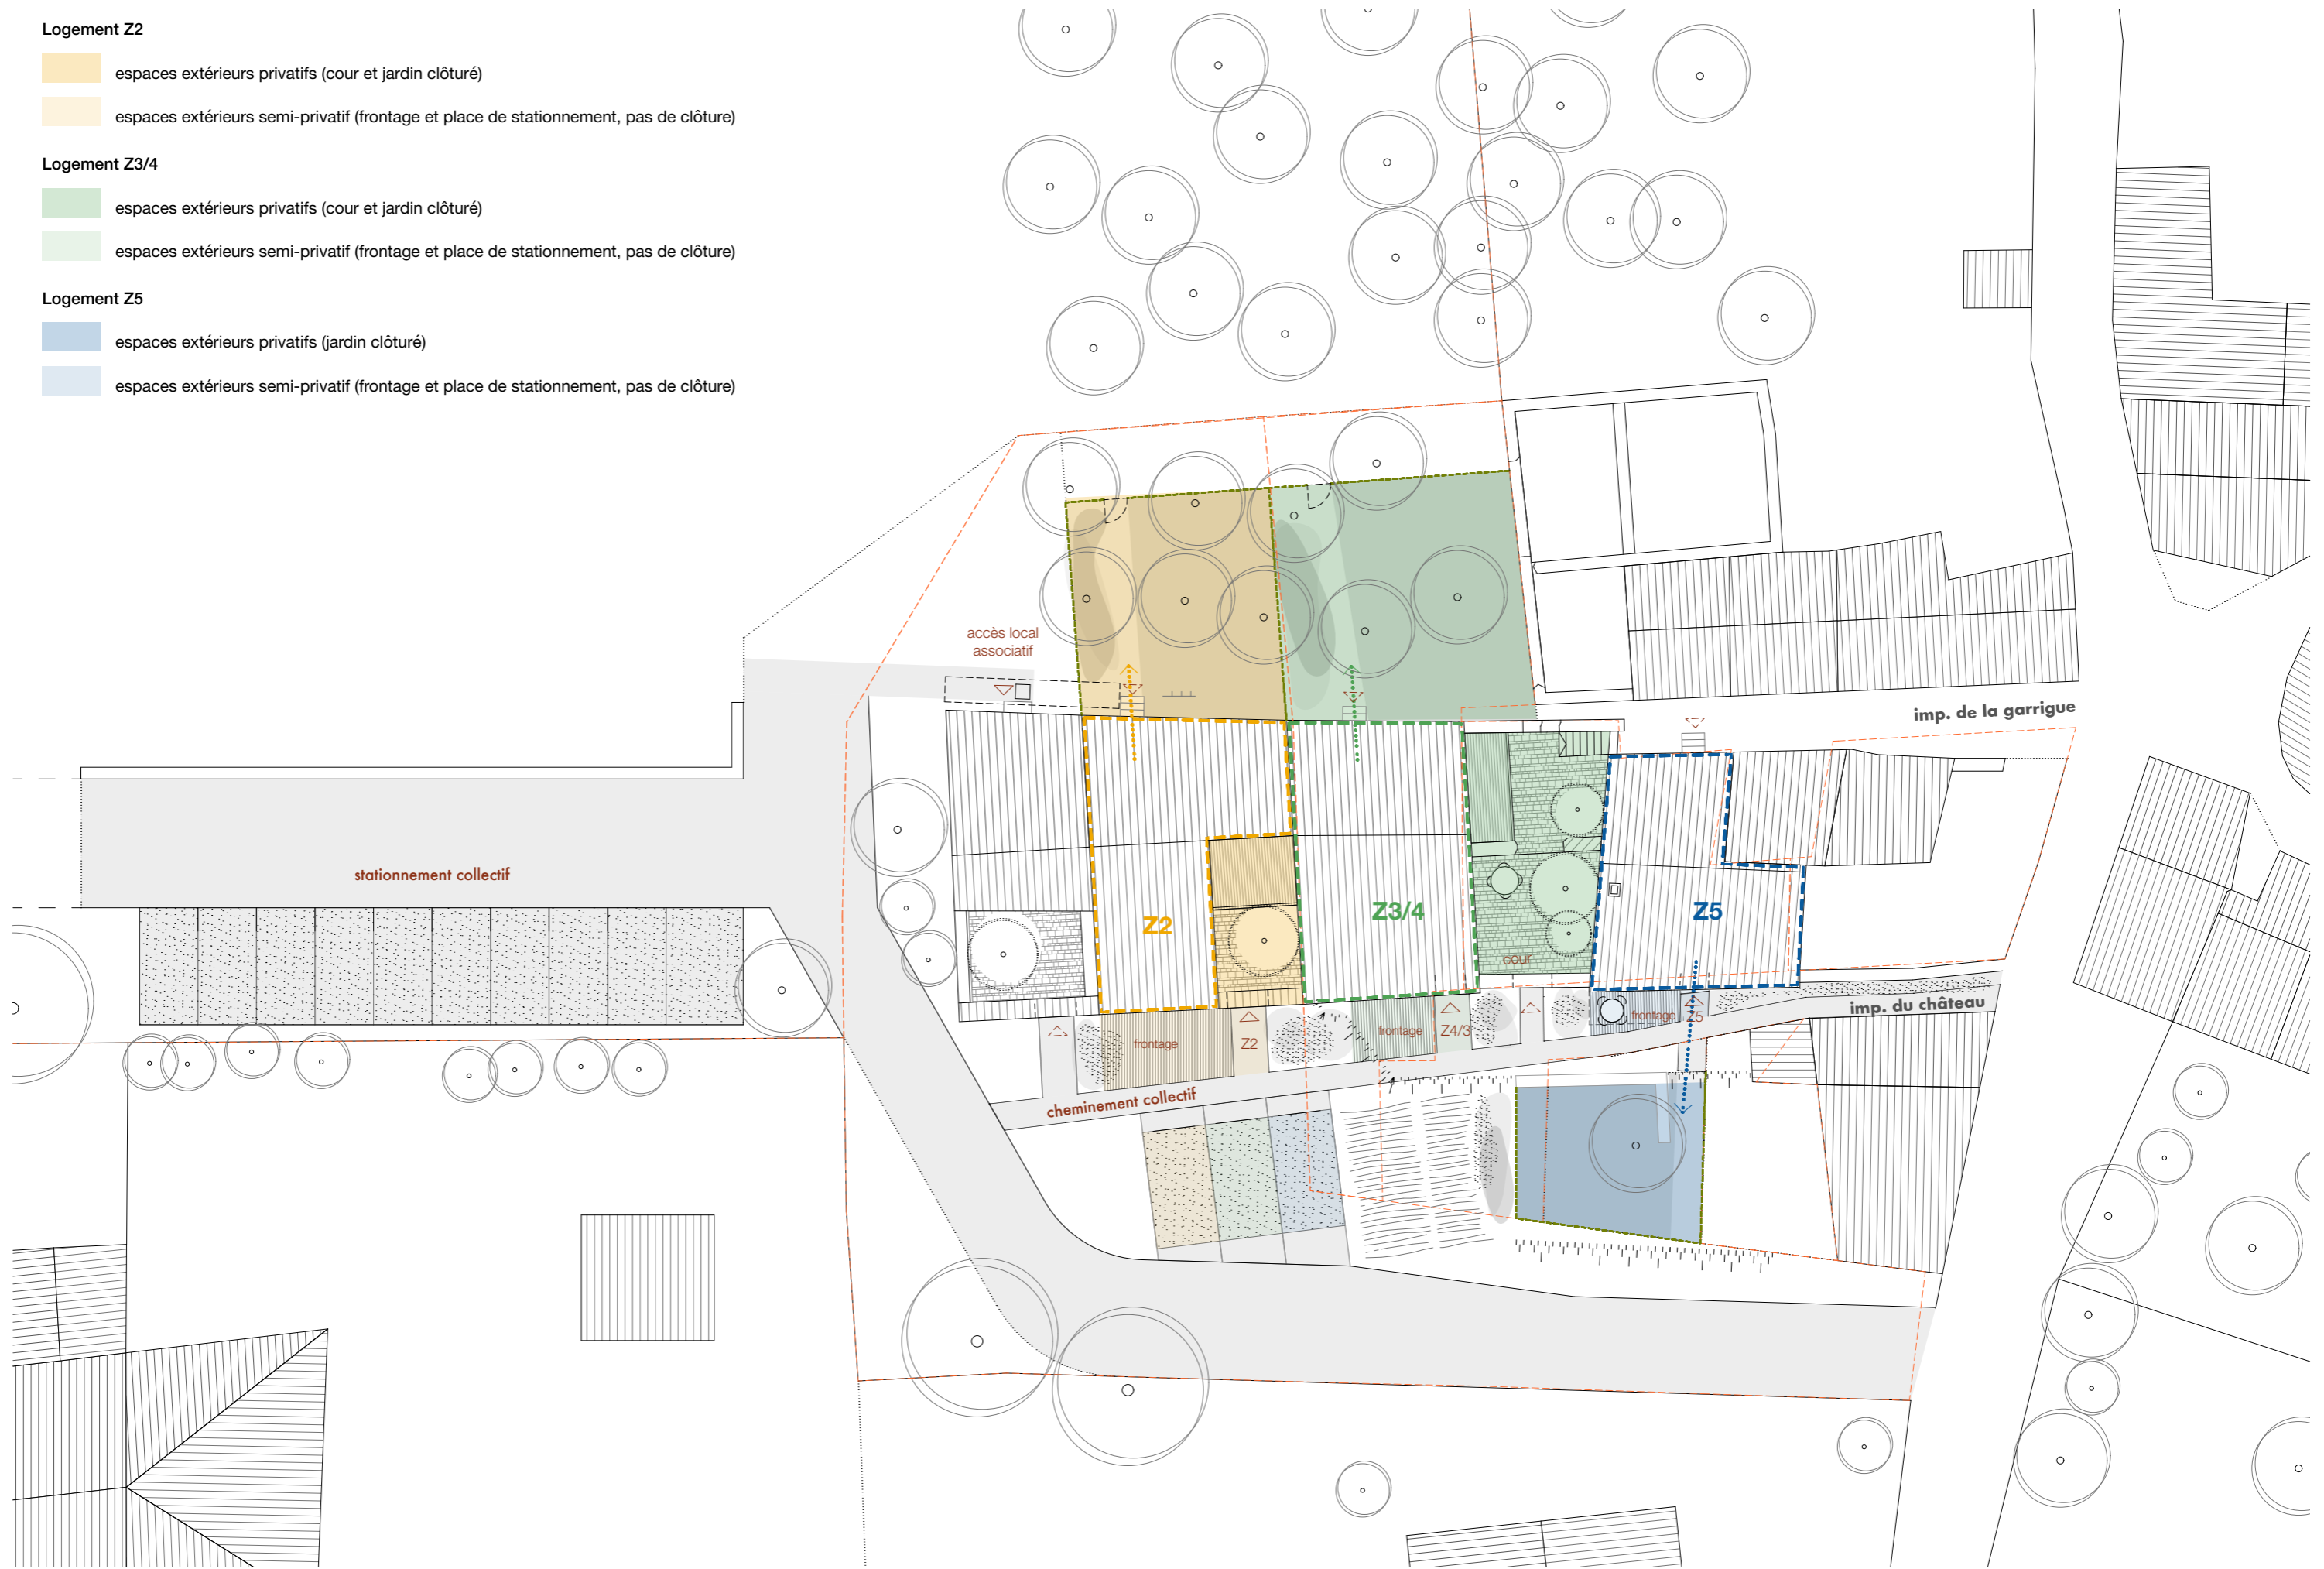 Logement Z2
espaces extérieurs privatifs (cour et jardin clôturé)
espaces extérieurs semi-privatif (frontage et place de stationnement, pas de clôture)
Logement Z3/4
espaces extérieurs privatifs (cour et jardin clôturé)
espaces extérieurs semi-privatif (frontage et place de stationnement, pas de clôture)
Logement Z5
espaces extérieurs privatifs (jardin clôturé)
espaces extérieurs semi-privatif (frontage et place de stationnement, pas de clôture)
accès local
associatif
imp. de la garrigue
stationnement collectif
Z2
Z3/4
Z5
cour
imp. du château
frontage
Z2
frontage
Z4/3
frontage
Z5
cheminement collectif